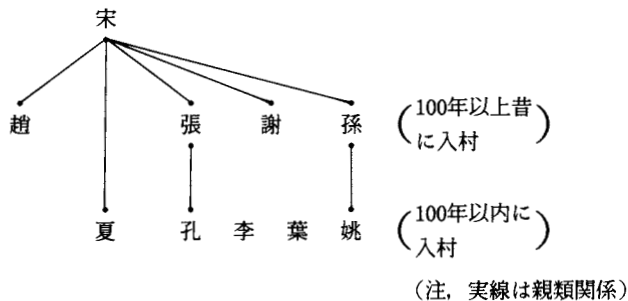 宋
趙 張 謝 孫 (100年以上昔に入村)
夏 孔 李 葉 姚 (100年以内に入村)
(注, 実線は親類関係)